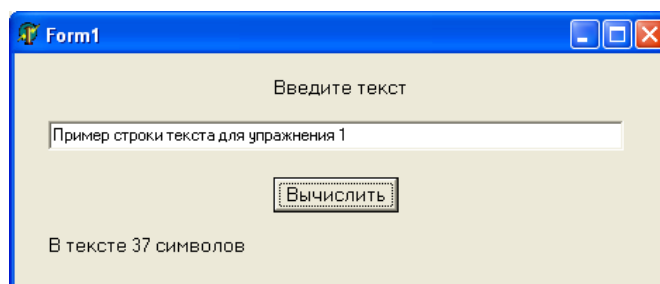 Form1
Введите текст
Пример строки текста для упражнения 1
Вычислить
В тексте 37 символов